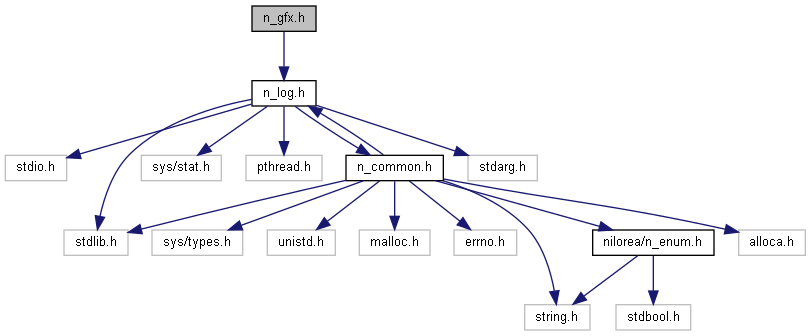 n_gfx.h
n_log.h
stdio.h
sys/stat.h
pthread.h
n_common.h
stdarg.h
stdlib.h
sys/types.h
unistd.h
malloc.h
errno.h
nilorea/n_enum.h
alloca.h
string.h
stdbool.h